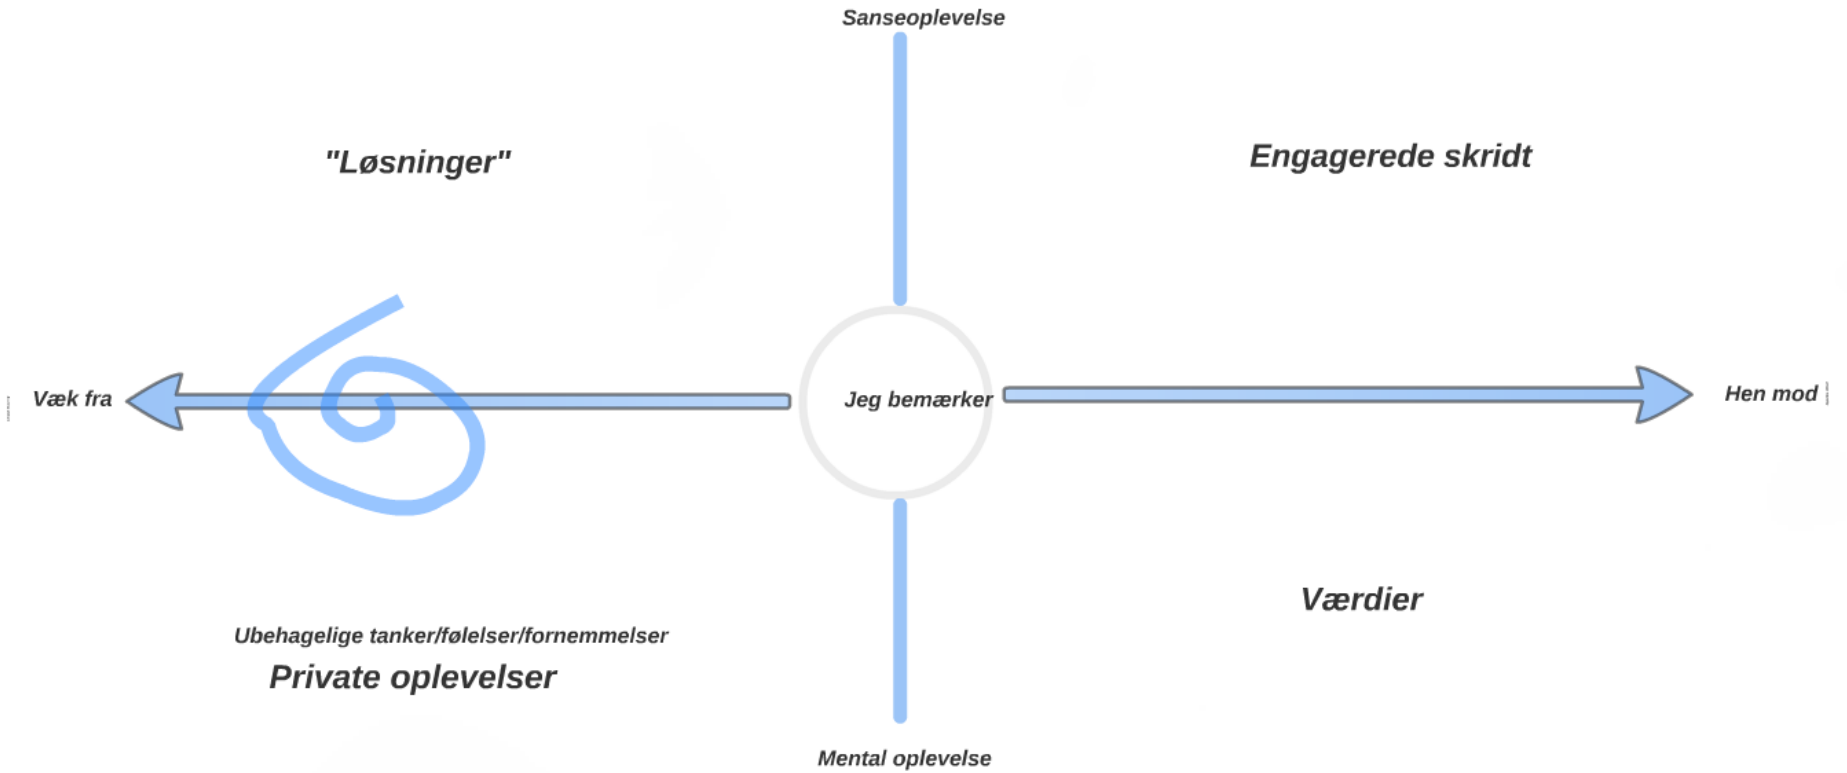 Sanseoplevelse
"Løsninger"
Engagerede skridt
Væk fra
Jeg bemærker
Hen mod
Værdier
Ubehagelige tanker/følelser/fornemmelser
Private oplevelser
Mental oplevelse